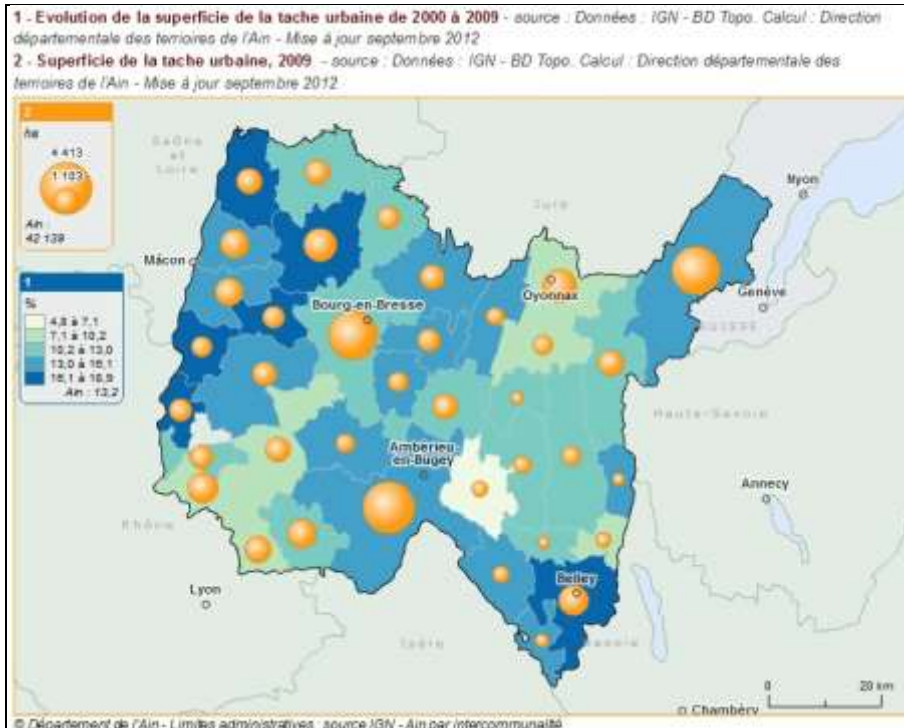 1 - Evolution de la superficie de la tache urbaine de 2000 à 2009 - source : Données : IGN - BD Topo. Calcul : Direction
départementale des terrioires de l'Ain - Mise à jour septembre 2012
2 - Superficie de la tache urbaine, 2009 - source : Données : IGN - BD Topo. Calcul : Direction départementale des
terrioires de l'Ain - Mise à jour septembre 2012
2
ha
4 413
1 103
Ain :
42 139
1
%
4,8 à 7,1
7,1 à 10,2
10,2 à 13,0
13,0 à 16,1
16,1 à 18,9
Ain : 13,2
Saône
et
Loire
Jura
Nyon
Mâcon
Oyonnax
Genève
SUISSE
Bourg-en-Bresse
Haute-Savoie
Ambérieu
-en-Bugey
Annecy
Rhône
Lyon
Belley
Isère
Savoie
0 20 km
Chambéry
© Département de l'Ain - Limites administratives : source IGN - Ain par intercommunalité